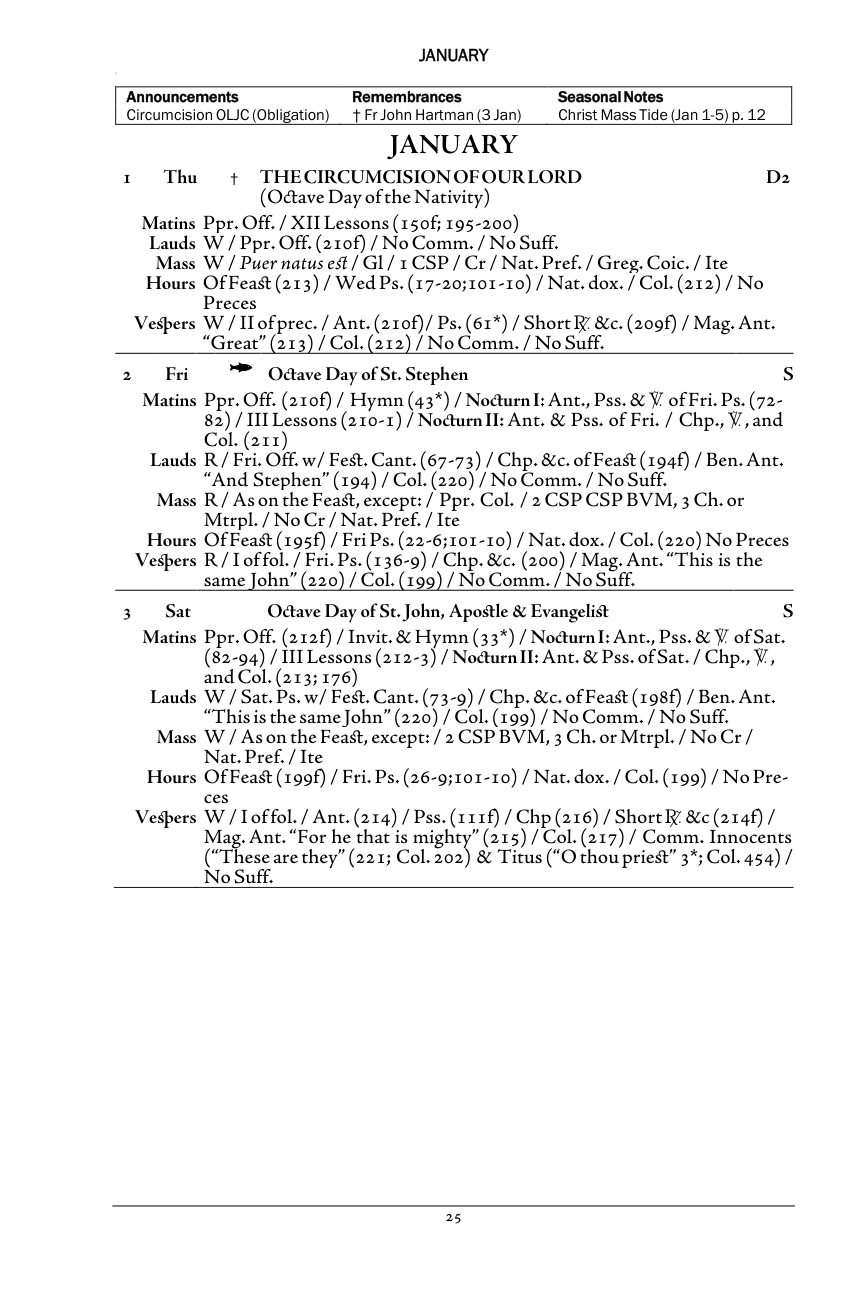 JANUARY
Announcements Remembrances Seasonal Notes
Circumcision OLJC (Obligation) † Fr John Hartman (3 Jan) Christ Mass Tide (Jan 1-5) p. 12
JANUARY
1 Thu † THE CIRCUMCISION OF OUR LORD D2
(Octave Day of the Nativity)
Matins Ppr. Off. / XII Lessons (150f; 195-200)
Lauds W / Ppr. Off. (210f) / No Comm. / No Suff.
Mass W / Puer natus est / Gl / 1 CSP / Cr / Nat. Pref. / Greg. Coic. / Ite
Hours Of Feast (213) / Wed Ps. (17-20;101-10) / Nat. dox. / Col. (212) / No
Preces
Vespers W / II of prec. / Ant. (210f)/ Ps. (61*) / Short ℟ &c. (209f) / Mag. Ant.
“Great” (213) / Col. (212) / No Comm. / No Suff.
2 Fri Octave Day of St. Stephen S
Matins Ppr. Off. (210f) / Hymn (43*) / Nocturn I: Ant., Pss. & ℣ of Fri. Ps. (72-
82) / III Lessons (210-1) / Nocturn II: Ant. & Pss. of Fri. / Chp., ℣, and
Col. (211)
Lauds R / Fri. Off. w/ Fest. Cant. (67-73) / Chp. &c. of Feast (194f) / Ben. Ant.
“And Stephen” (194) / Col. (220) / No Comm. / No Suff.
Mass R / As on the Feast, except: / Ppr. Col. / 2 CSP CSP BVM, 3 Ch. or
Mtrpl. / No Cr / Nat. Pref. / Ite
Hours Of Feast (195f) / Fri Ps. (22-6;101-10) / Nat. dox. / Col. (220) No Preces
Vespers R / I of fol. / Fri. Ps. (136-9) / Chp. &c. (200) / Mag. Ant. “This is the
same John” (220) / Col. (199) / No Comm. / No Suff.
3 Sat Octave Day of St. John, Apostle & Evangelist S
Matins Ppr. Off. (212f) / Invit. & Hymn (33*) / Nocturn I: Ant., Pss. & ℣ of Sat.
(82-94) / III Lessons (212-3) / Nocturn II: Ant. & Pss. of Sat. / Chp., ℣,
and Col. (213; 176)
Lauds W / Sat. Ps. w/ Fest. Cant. (73-9) / Chp. &c. of Feast (198f) / Ben. Ant.
“This is the same John” (220) / Col. (199) / No Comm. / No Suff.
Mass W / As on the Feast, except: / 2 CSP BVM, 3 Ch. or Mtrpl. / No Cr /
Nat. Pref. / Ite
Hours Of Feast (199f) / Fri. Ps. (26-9;101-10) / Nat. dox. / Col. (199) / No Pre-
ces
Vespers W / I of fol. / Ant. (214) / Pss. (111f) / Chp (216) / Short ℟ &c (214f) /
Mag. Ant. “For he that is mighty” (215) / Col. (217) / Comm. Innocents
(“These are they” (221; Col. 202) & Titus (“O thou priest” 3*; Col. 454) /
No Suff.
25